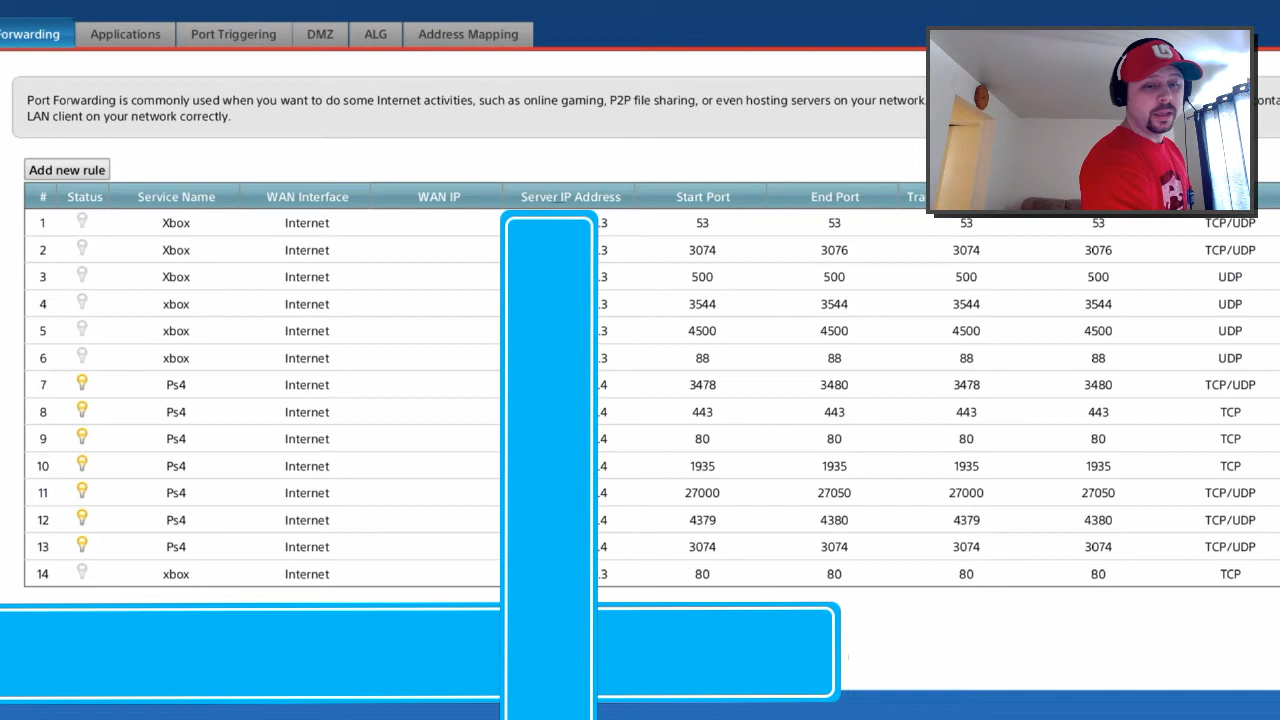 Forwarding Applications Port Triggering DMZ ALG Address Mapping
Port Forwarding is commonly used when you want to do some Internet activities, such as online gaming, P2P file sharing, or even hosting servers on your network.
LAN client on your network correctly.
Add new rule
# Status Service Name WAN Interface WAN IP Server IP Address Start Port End Port
1 Xbox Internet .3 53 53 53 53 TCP/UDP
2 Xbox Internet .3 3074 3076 3074 3076 TCP/UDP
3 Xbox Internet .3 500 500 500 500 UDP
4 xbox Internet .3 3544 3544 3544 3544 UDP
5 xbox Internet .3 4500 4500 4500 4500 UDP
6 xbox Internet .3 88 88 88 88 UDP
7 Ps4 Internet .4 3478 3480 3478 3480 TCP/UDP
8 Ps4 Internet .4 443 443 443 443 TCP
9 Ps4 Internet .4 80 80 80 80 TCP
10 Ps4 Internet .4 1935 1935 1935 1935 TCP
11 Ps4 Internet .4 27000 27050 27000 27050 TCP/UDP
12 Ps4 Internet .4 4379 4380 4379 4380 TCP/UDP
13 Ps4 Internet .4 3074 3074 3074 3074 TCP/UDP
14 xbox Internet .3 80 80 80 80 TCP